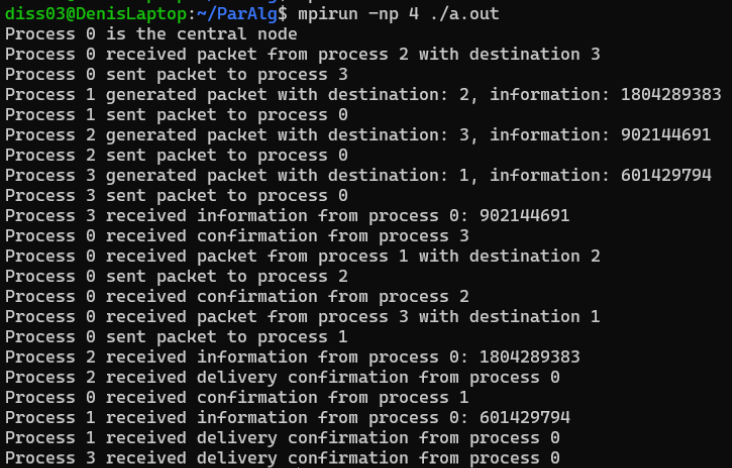 diss03@DenisLaptop:~/ParAlg$ mpirun -np 4 ./a.out
Process 0 is the central node
Process 0 received packet from process 2 with destination 3
Process 0 sent packet to process 3
Process 1 generated packet with destination: 2, information: 1804289383
Process 1 sent packet to process 0
Process 2 generated packet with destination: 3, information: 902144691
Process 2 sent packet to process 0
Process 3 generated packet with destination: 1, information: 601429794
Process 3 sent packet to process 0
Process 3 received information from process 0: 902144691
Process 0 received confirmation from process 3
Process 0 received packet from process 1 with destination 2
Process 0 sent packet to process 2
Process 0 received confirmation from process 2
Process 0 received packet from process 3 with destination 1
Process 0 sent packet to process 1
Process 2 received information from process 0: 1804289383
Process 2 received delivery confirmation from process 0
Process 0 received confirmation from process 1
Process 1 received information from process 0: 601429794
Process 1 received delivery confirmation from process 0
Process 3 received delivery confirmation from process 0